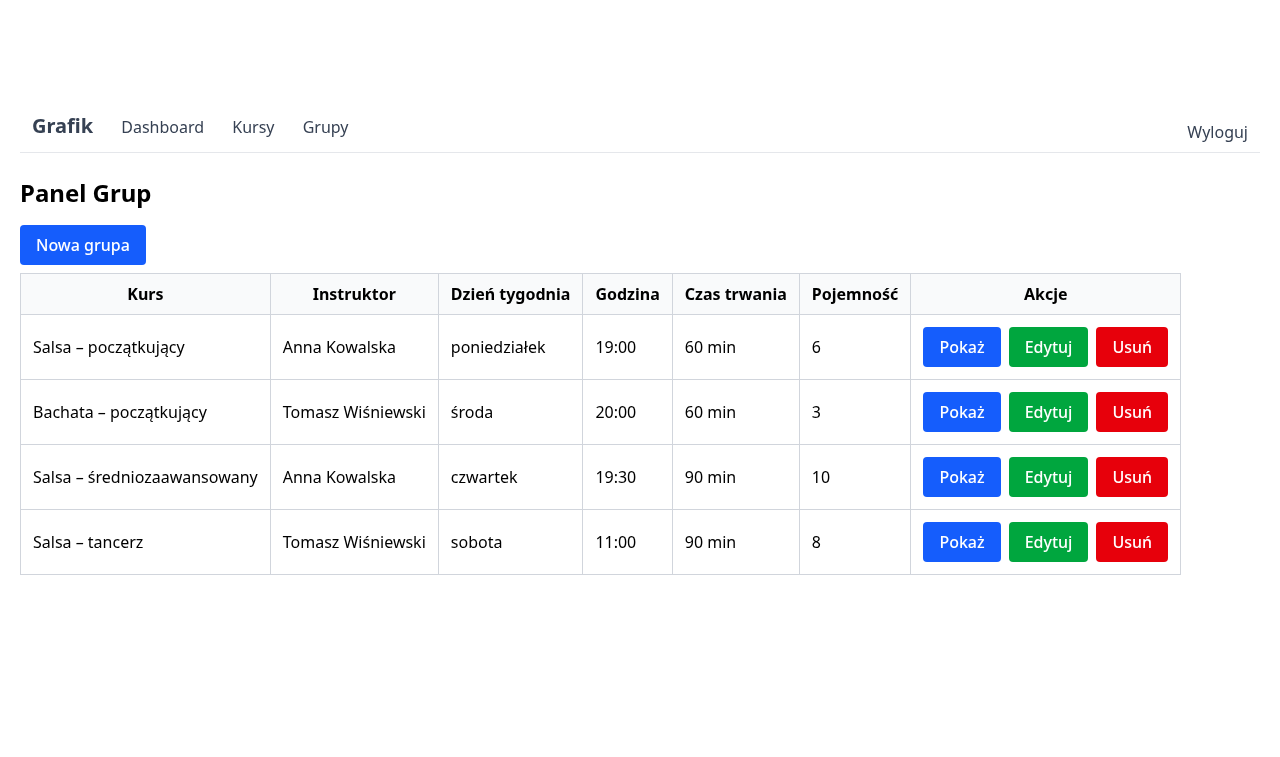 Grafik Dashboard Kursy Grupy Wyloguj
Panel Grup
Nowa grupa
Kurs Instruktor Dzień tygodnia Godzina Czas trwania Pojemność Akcje
Salsa – początkujący Anna Kowalska poniedziałek 19:00 60 min 6 Pokaż Edytuj Usuń
Bachata – początkujący Tomasz Wiśniewski środa 20:00 60 min 3 Pokaż Edytuj Usuń
Salsa – średniozaawansowany Anna Kowalska czwartek 19:30 90 min 10 Pokaż Edytuj Usuń
Salsa – tancerz Tomasz Wiśniewski sobota 11:00 90 min 8 Pokaż Edytuj Usuń